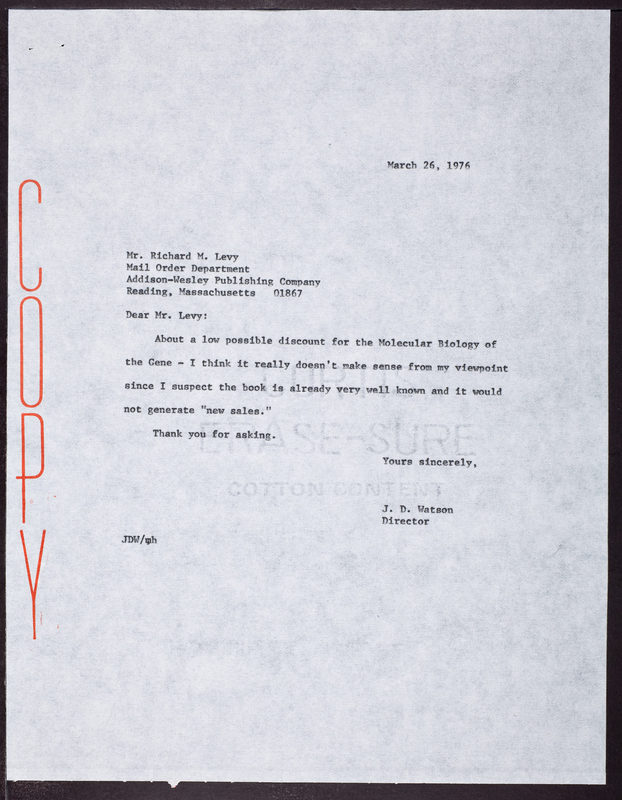 March 26, 1976
COPY
Mr. Richard M. Levy
Mail Order Department
Addison-Wesley Publishing Company
Reading, Massachusetts 01867
Dear Mr. Levy:
About a low possible discount for the Molecular Biology of
the Gene - I think it really doesn't make sense from my viewpoint
since I suspect the book is already very well known and it would
not generate "new sales."
Thank you for asking.
ERASE-SURE
Yours sincerely,
COTTON CONTENT
J. D. Watson
Director
JDW/mh